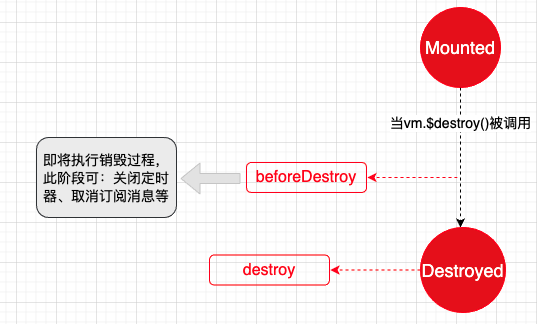 Mounted
当vm.$destroy()被调用
即将执行销毁过程，
此阶段可：关闭定时
器、取消订阅消息等
beforeDestroy
destroy
Destroyed